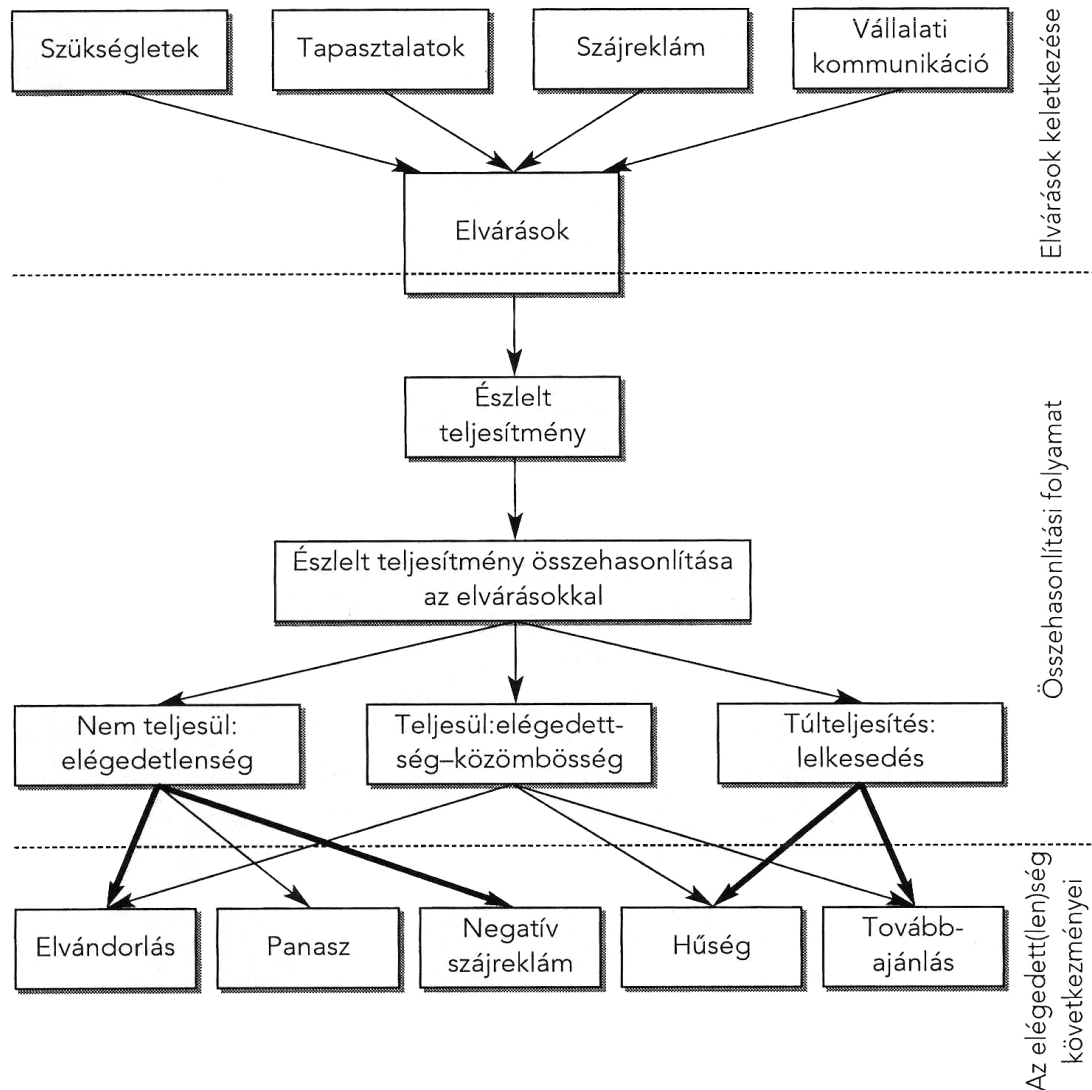 Szükségletek
Tapasztalatok
Szájreklám
Vállalati
kommunikáció
Elvárások keletkezése
Elvárások
Észlelt
teljesítmény
Összehasonlítási folyamat
Észlelt teljesítmény összehasonlítása
az elvárásokkal
Nem teljesül:
elégedetlenség
Teljesül:elégedett-
ség–közömbösség
Túlteljesítés:
lelkesedés
Elvándorlás
Panasz
Negatív
szájreklám
Hűség
Tovább-
ajánlás
Az elégedett(len)ség
következményei